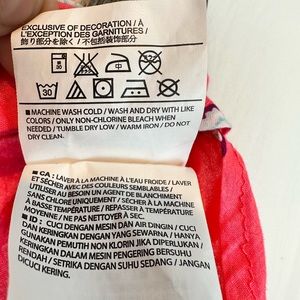 EXCLUSIVE OF DECORATION / À
L'EXCEPTION DES GARNITURES /
飾り部分を除く / 不包括装饰部分
30
■ MACHINE WASH COLD / WASH AND DRY WITH LIKE
COLORS / ONLY NON-CHLORINE BLEACH WHEN
NEEDED / TUMBLE DRY LOW / WARM IRON / DO NOT
DRY CLEAN.
■ CA : LAVER À LA MACHINE À L'EAU FROIDE / LAVER
ET SÉCHER AVEC DES COULEURS SEMBLABLES /
UTILISER AU BESOIN UN AGENT DE BLANCHIMENT
SANS CHLORE / SÉCHER À LA MACHINE
À BASSE TEMPÉRATURE / REPASSER À TEMPÉRATURE
MOYENNE / NE PAS NETTOYER À SEC.
■ ID : CUCI DENGAN MESIN DAN AIR DINGIN / CUCI
DAN KERINGKAN DENGAN YANG SEWARNA / HANYA
GUNAKAN PEMUTIH NON KLORIN JIKA DIPERLUKAN /
KERINGKAN DALAM MESIN PENGERING BERSUHU
RENDAH / SETRIKA DENGAN SUHU SEDANG / JANGAN
DICUCI KERING.